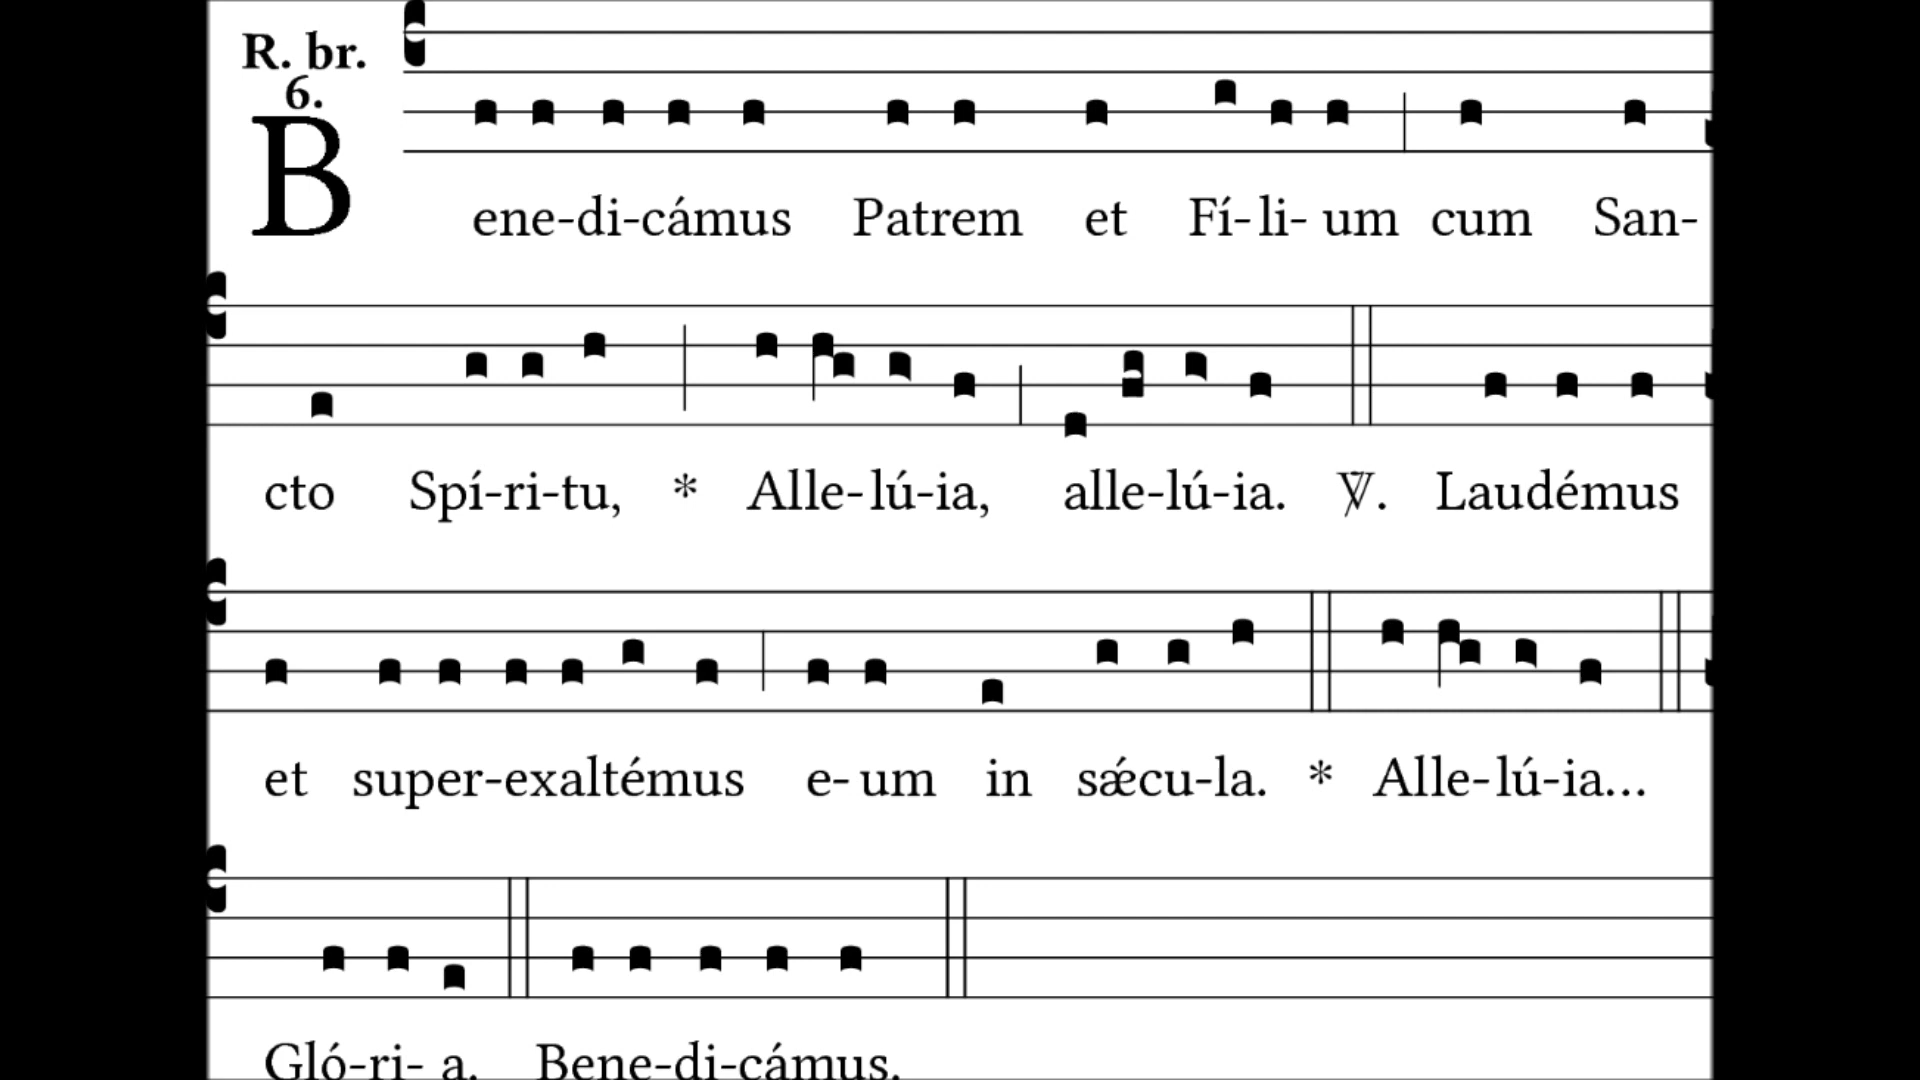 R. br.
6.
Bene-di-cámus Patrem et Fí-li-um cum San-
cto Spí-ri-tu, * Alle-lú-ia, alle-lú-ia. ℣. Laudémus
et super-exaltémus e-um in sǽcu-la. * Alle-lú-ia...
Gló-ri-a. Bene-di-cámus.